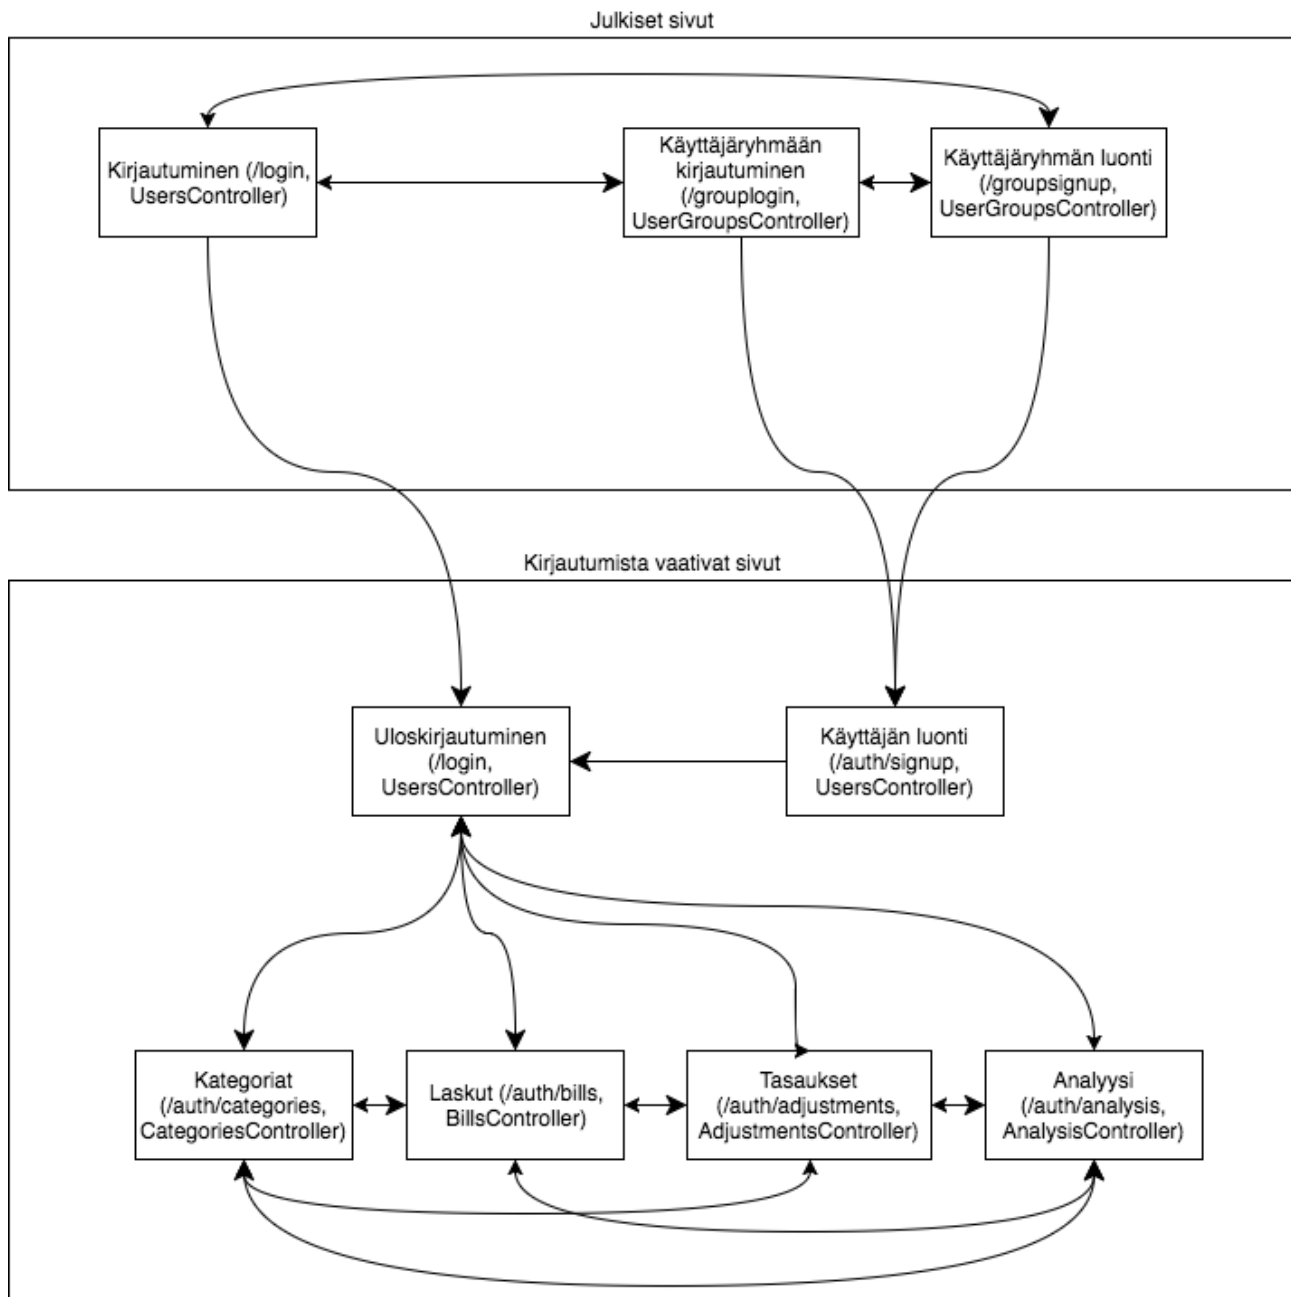 Julkiset sivut
Kirjautuminen (/login,
UsersController)
Käyttäjäryhmään
kirjautuminen
(/grouplogin,
UserGroupsController)
Käyttäjäryhmän luonti
(/groupsignup,
UserGroupsController)
Kirjautumista vaativat sivut
Uloskirjautuminen
(/login,
UsersController)
Käyttäjän luonti
(/auth/signup,
UsersController)
Kategoriat
(/auth/categories,
CategoriesController)
Laskut (/auth/bills,
BillsController)
Tasaukset
(/auth/adjustments,
AdjustmentsController)
Analyysi
(/auth/analysis,
AnalysisController)